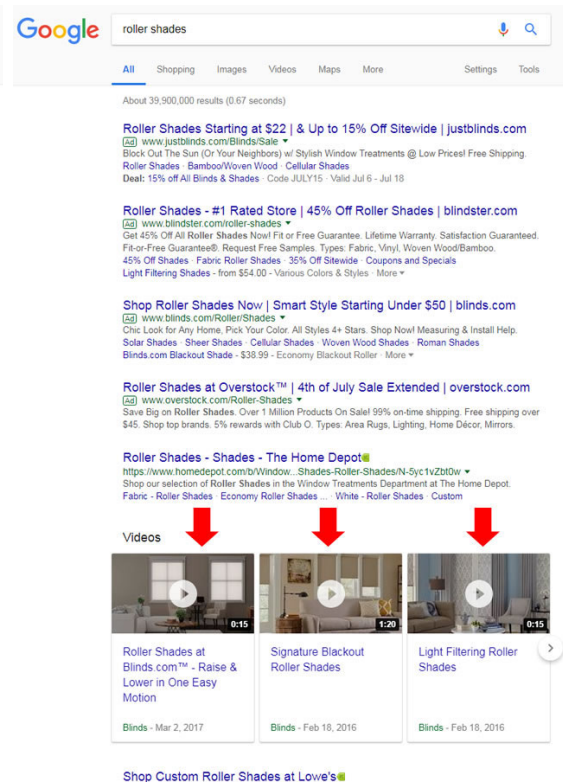 Google
roller shades
All Shopping Images Videos Maps More Settings Tools
About 39,900,000 results (0.67 seconds)
Roller Shades Starting at $22 | & Up to 15% Off Sitewide | justblinds.com
Ad www.justblinds.com/Blinds/Sale
Block Out The Sun (Or Your Neighbors) w/ Stylish Window Treatments @ Low Prices! Free Shipping.
Roller Shades · Bamboo/Woven Wood · Cellular Shades
Deal: 15% off All Blinds & Shades · Code JULY15 · Valid Jul 6 - Jul 18
Roller Shades - #1 Rated Store | 45% Off Roller Shades | blindster.com
Ad www.blindster.com/roller-shades
Get 45% Off All Roller Shades Now! Fit or Free Guarantee. Lifetime Warranty. Satisfaction Guaranteed.
Fit-or-Free Guarantee®. Request Free Samples. Types: Fabric, Vinyl, Woven Wood/Bamboo.
45% Off Shades · Fabric Roller Shades · 35% Off Sitewide · Coupons and Specials
Light Filtering Shades - from $54.00 - Various Colors & Styles · More
Shop Roller Shades Now | Smart Style Starting Under $50 | blinds.com
Ad www.blinds.com/Roller/Shades
Chic Look for Any Home. Pick Your Color. All Styles 4+ Stars. Shop Now! Measuring & Install Help.
Solar Shades · Sheer Shades · Cellular Shades · Woven Wood Shades · Roman Shades
Blinds.com Blackout Shade - $38.99 - Economy Blackout Roller · More
Roller Shades at Overstock™ | 4th of July Sale Extended | overstock.com
Ad www.overstock.com/Roller-Shades
Save Big on Roller Shades. Over 1 Million Products On Sale! 99% on-time shipping. Free shipping over
$45. Shop top brands. 5% rewards with Club O. Types: Area Rugs, Lighting, Home Décor, Mirrors.
Roller Shades - Shades - The Home Depot
https://www.homedepot.com/b/Window...Shades-Roller-Shades/N-5yc1vZbt0w
Shop our selection of Roller Shades in the Window Treatments Department at The Home Depot.
Fabric - Roller Shades · Economy Roller Shades ... · White - Roller Shades · Custom
Videos
0:15 1:20 0:15
Roller Shades at
Blinds.com™ - Raise &
Lower in One Easy
Motion
Blinds - Mar 2, 2017
Signature Blackout
Roller Shades
Blinds - Feb 18, 2016
Light Filtering Roller
Shades
Blinds - Feb 18, 2016
Shop Custom Roller Shades at Lowe's